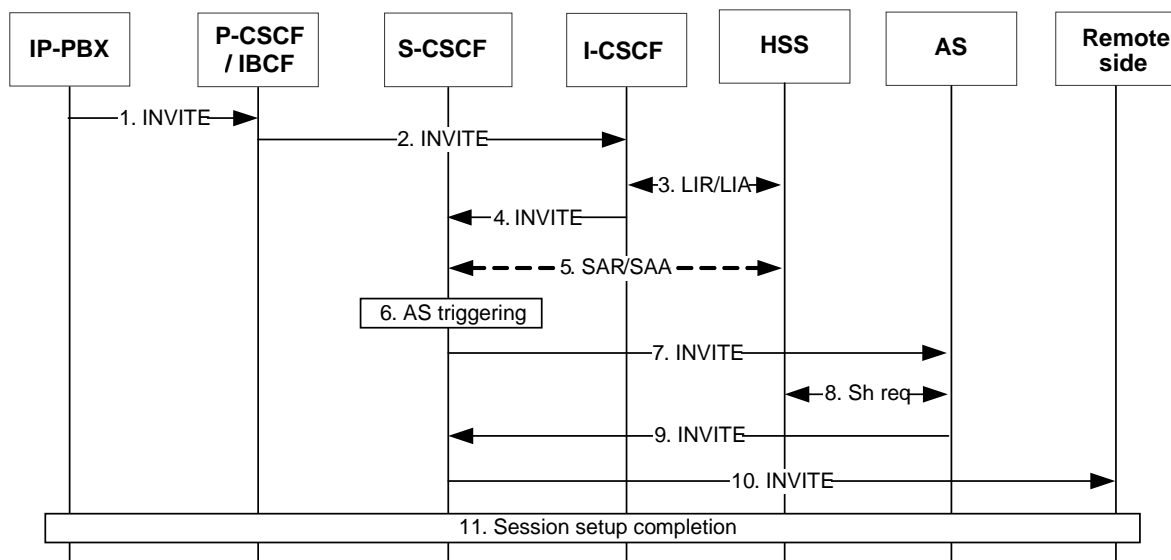 IP-PBX
P-CSCF
/ IBCF
S-CSCF
I-CSCF
HSS
AS
Remote
side
1. INVITE
2. INVITE
3. LIR/LIA
4. INVITE
5. SAR/SAA
6. AS triggering
7. INVITE
8. Sh req
9. INVITE
10. INVITE
11. Session setup completion